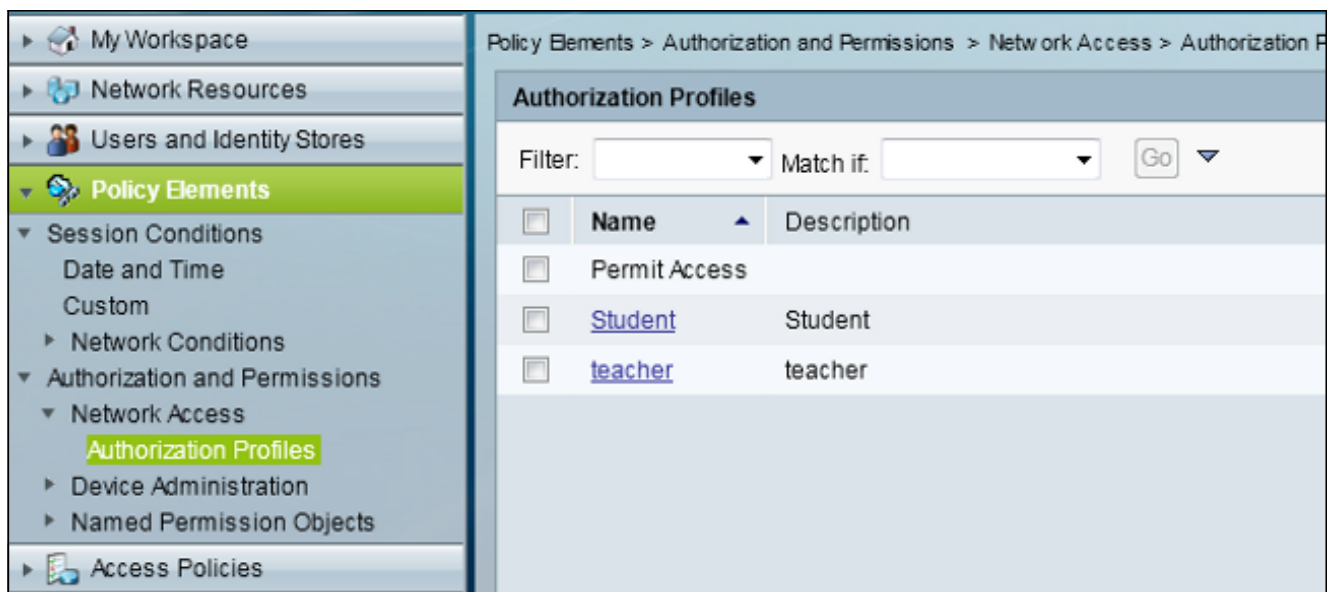 My Workspace
Network Resources
Users and Identity Stores
Policy Elements
Session Conditions
Date and Time
Custom
Network Conditions
Authorization and Permissions
Network Access
Authorization Profiles
Device Administration
Named Permission Objects
Access Policies
Policy Elements > Authorization and Permissions > Network Access > Authorization P
Authorization Profiles
Filter: Match if: Go
Name Description
Permit Access
Student Student
teacher teacher